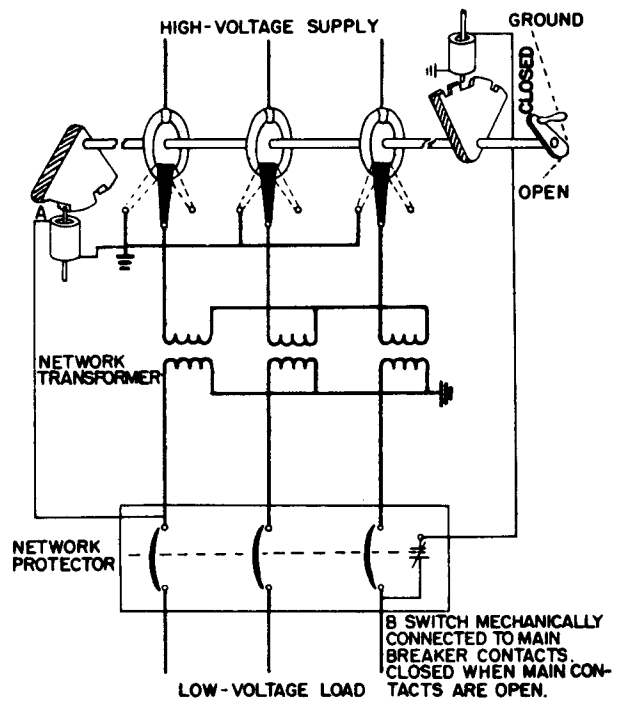 HIGH-VOLTAGE SUPPLY
GROUND
CLOSED
OPEN
A
NETWORK
TRANSFORMER
NETWORK
PROTECTOR
B SWITCH MECHANICALLY
CONNECTED TO MAIN
BREAKER CONTACTS.
CLOSED WHEN MAIN CON-
TACTS ARE OPEN.
LOW-VOLTAGE LOAD